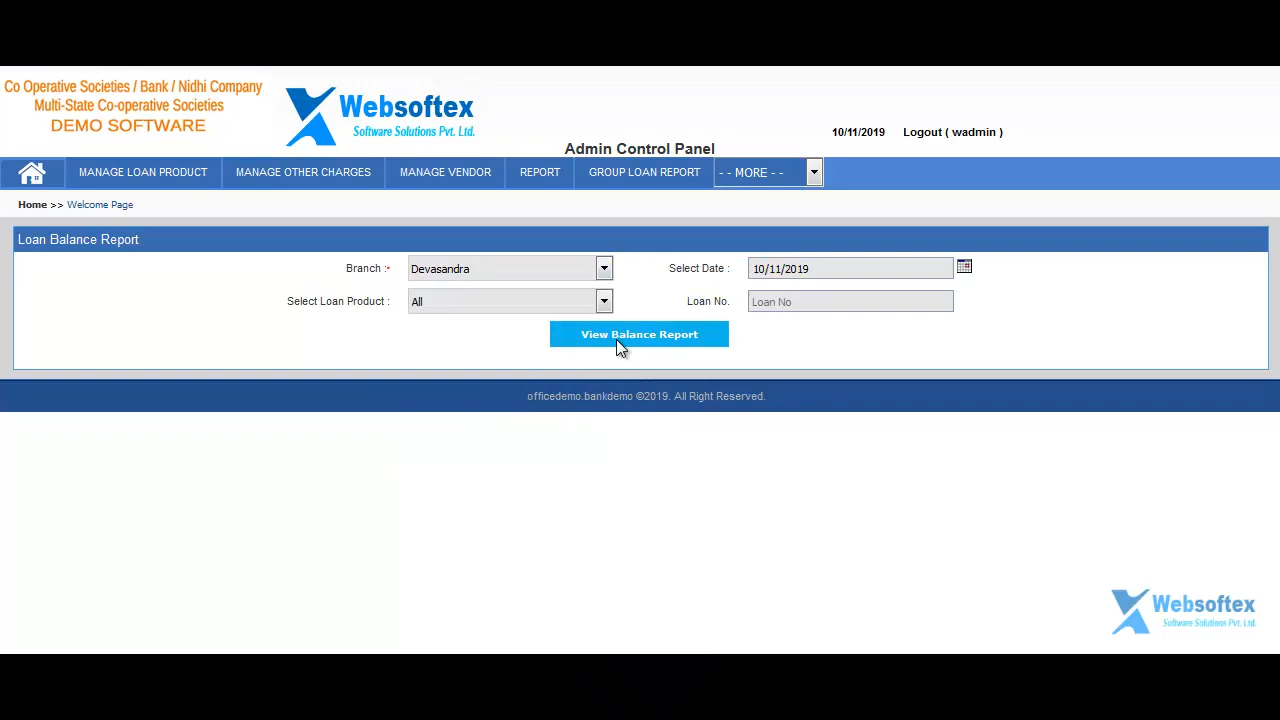 Co Operative Societies / Bank / Nidhi Company
Multi-State Co-operative Societies
DEMO SOFTWARE
Websoftex
Software Solutions Pvt. Ltd.
10/11/2019 Logout ( wadmin )
Admin Control Panel
MANAGE LOAN PRODUCT MANAGE OTHER CHARGES MANAGE VENDOR REPORT GROUP LOAN REPORT - - MORE - -
Home >> Welcome Page
Loan Balance Report
Branch :* Devasandra Select Date : 10/11/2019
Select Loan Product : All Loan No. Loan No
View Balance Report
officedemo.bankdemo ©2019. All Right Reserved.
Websoftex
Software Solutions Pvt. Ltd.